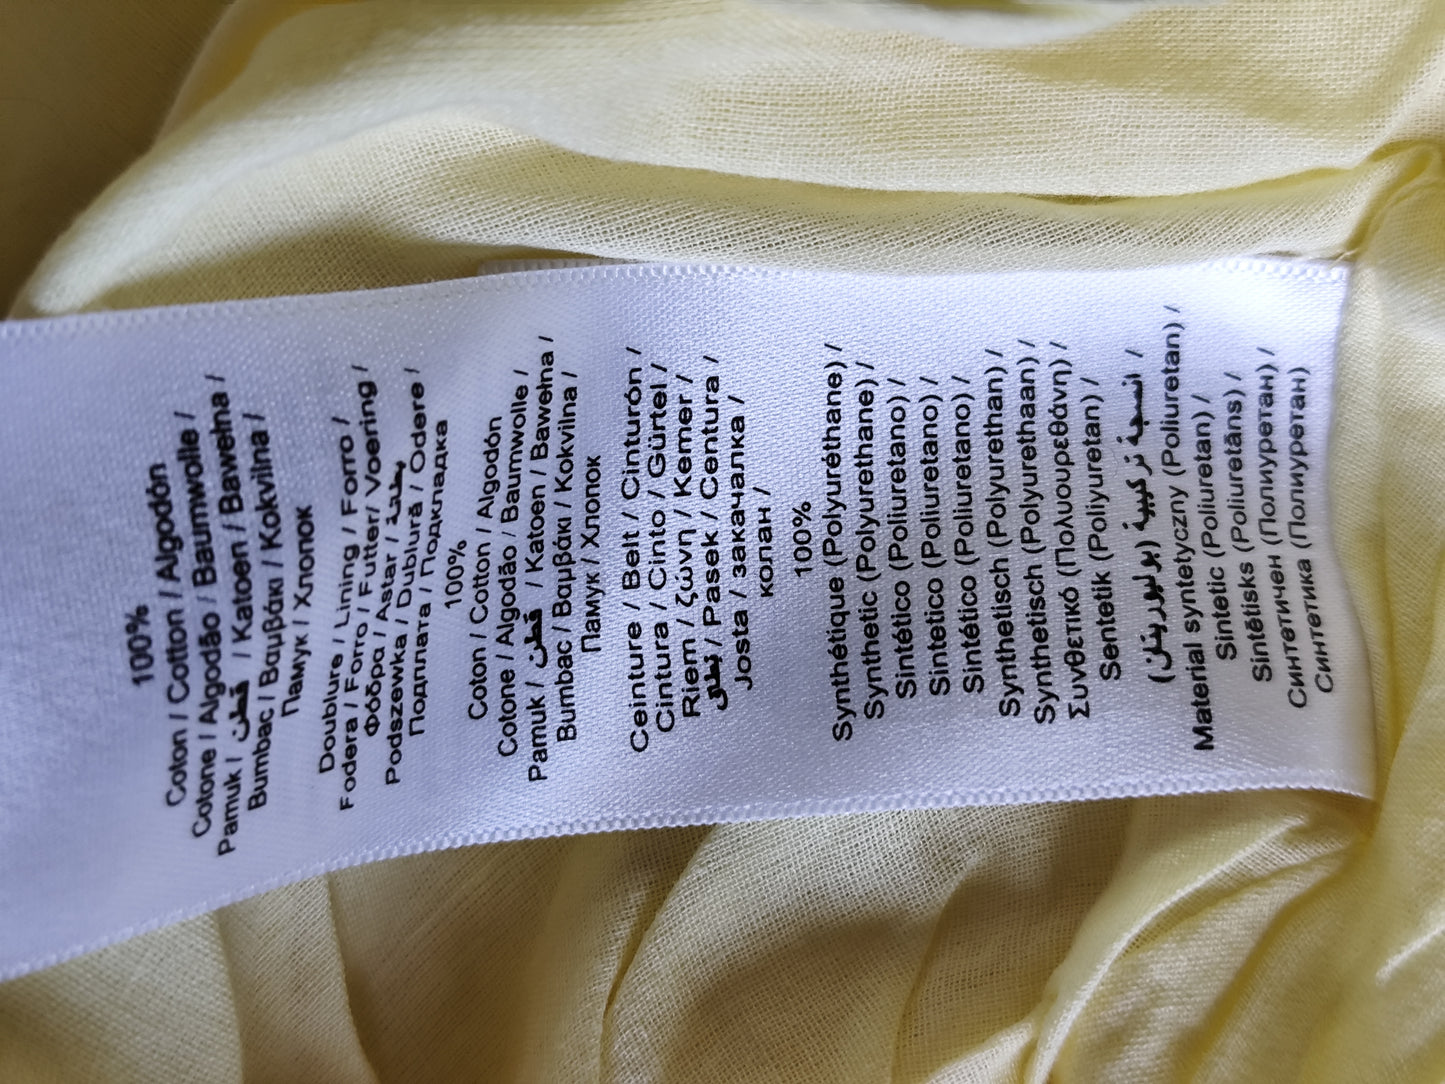 100%
Coton / Cotton / Algodón
Cotone / Algodão / Baumwolle /
Pamuk / قطن / Katoen / Bawełna /
Bumbac / Βαμβάκι / Kokvilna /
Памук / Хлопок
Doublure / Lining / Forro /
Fodera / Forro / Futter/ Voering /
Φόδρα / Astar / بطانة /
Podszewka / Dublură / Odere /
Подплата / Подкладка
100%
Coton / Cotton / Algodón
Cotone / Algodão / Baumwolle /
Pamuk / قطن / Katoen / Bawełna /
Bumbac / Βαμβάκι / Kokvilna /
Памук / Хлопок
Ceinture / Belt / Cinturón /
Cintura / Cinto / Gürtel /
Riem / ζώνη / Kemer /
/ Pasek / Centura /
Josta / закачалка /
колан /
100%
Synthétique (Polyuréthane) /
Synthetic (Polyurethane) /
Sintético (Poliuretano) /
Sintetico (Poliuretano) /
Sintético (Poliuretano) /
Synthetisch (Polyurethan) /
Synthetisch (Polyurethaan) /
Συνθετικό (Πολυουρεθάνη) /
Sentetik (Poliyuretan) /
انسجة تركيبية (بوليوريثان) /
Materiał syntetyczny (Poliuretan) /
Sintetic (Poliuretan) /
Sintētisks (Poliuretāns) /
Синтетичен (Полиуретан) /
Синтетика (Полиуретан)